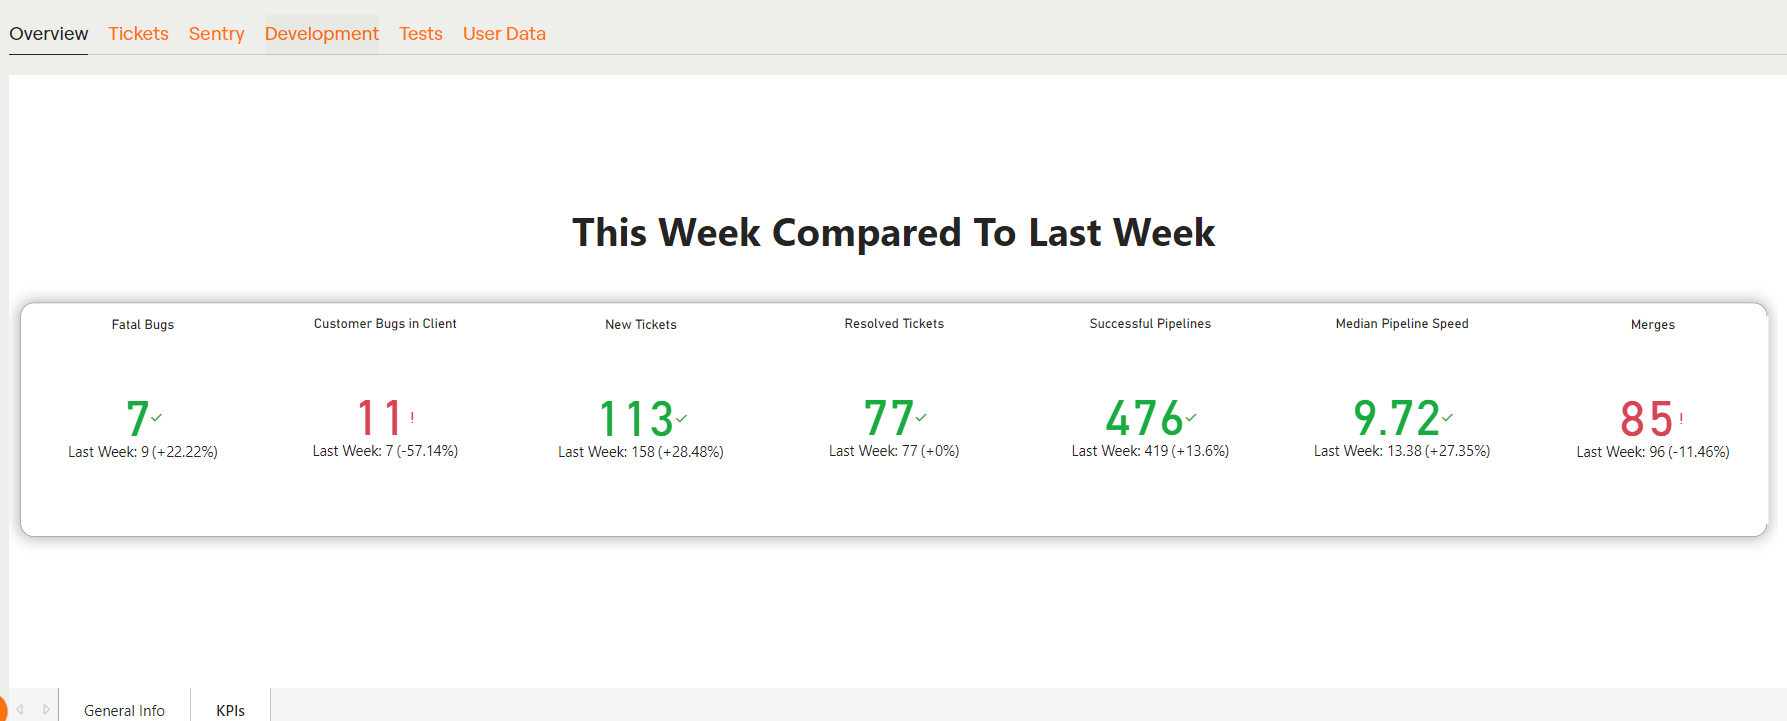 Overview Tickets Sentry Development Tests User Data
This Week Compared To Last Week
Fatal Bugs
7
Last Week: 9 (+22.22%)
Customer Bugs in Client
11 !
Last Week: 7 (-57.14%)
New Tickets
113
Last Week: 158 (+28.48%)
Resolved Tickets
77
Last Week: 77 (+0%)
Successful Pipelines
476
Last Week: 419 (+13.6%)
Median Pipeline Speed
9.72
Last Week: 13.38 (+27.35%)
Merges
85 !
Last Week: 96 (-11.46%)
General Info KPIs